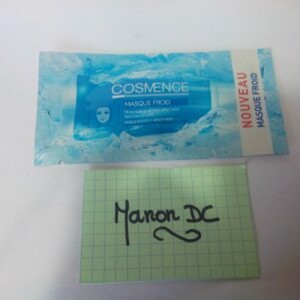 COSMENCE
MASQUE FROID
NOUVEAU
MASQUE FROID
Manon DC